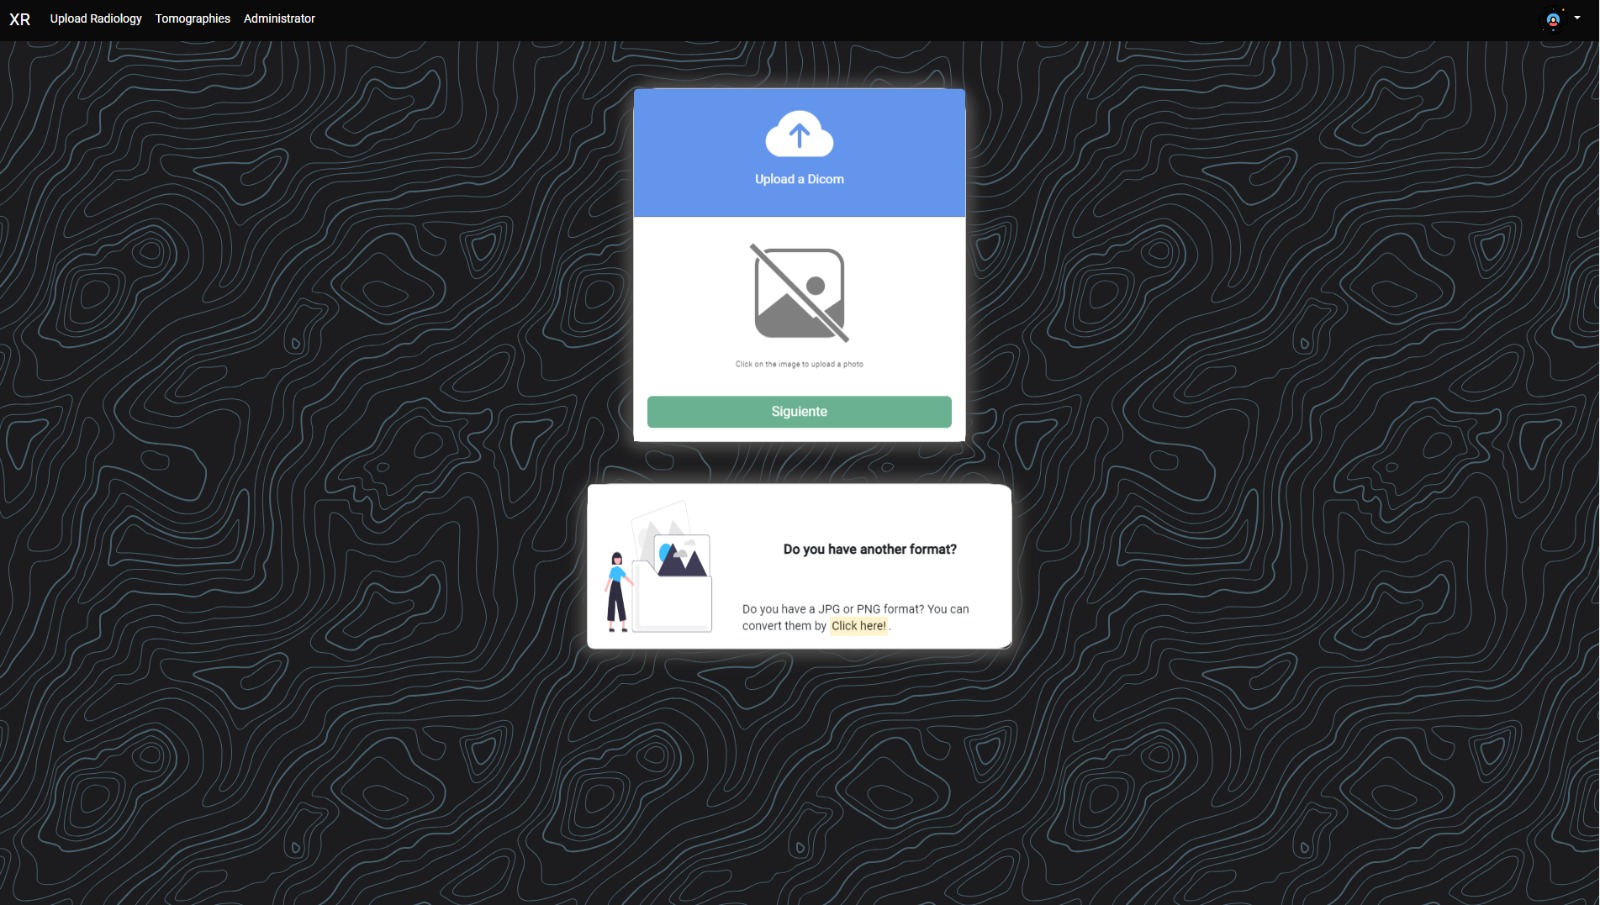 XR Upload Radiology Tomographies Administrator
Upload a Dicom
Click on the image to upload a photo
Siguiente
Do you have another format?
Do you have a JPG or PNG format? You can
convert them by Click here! .